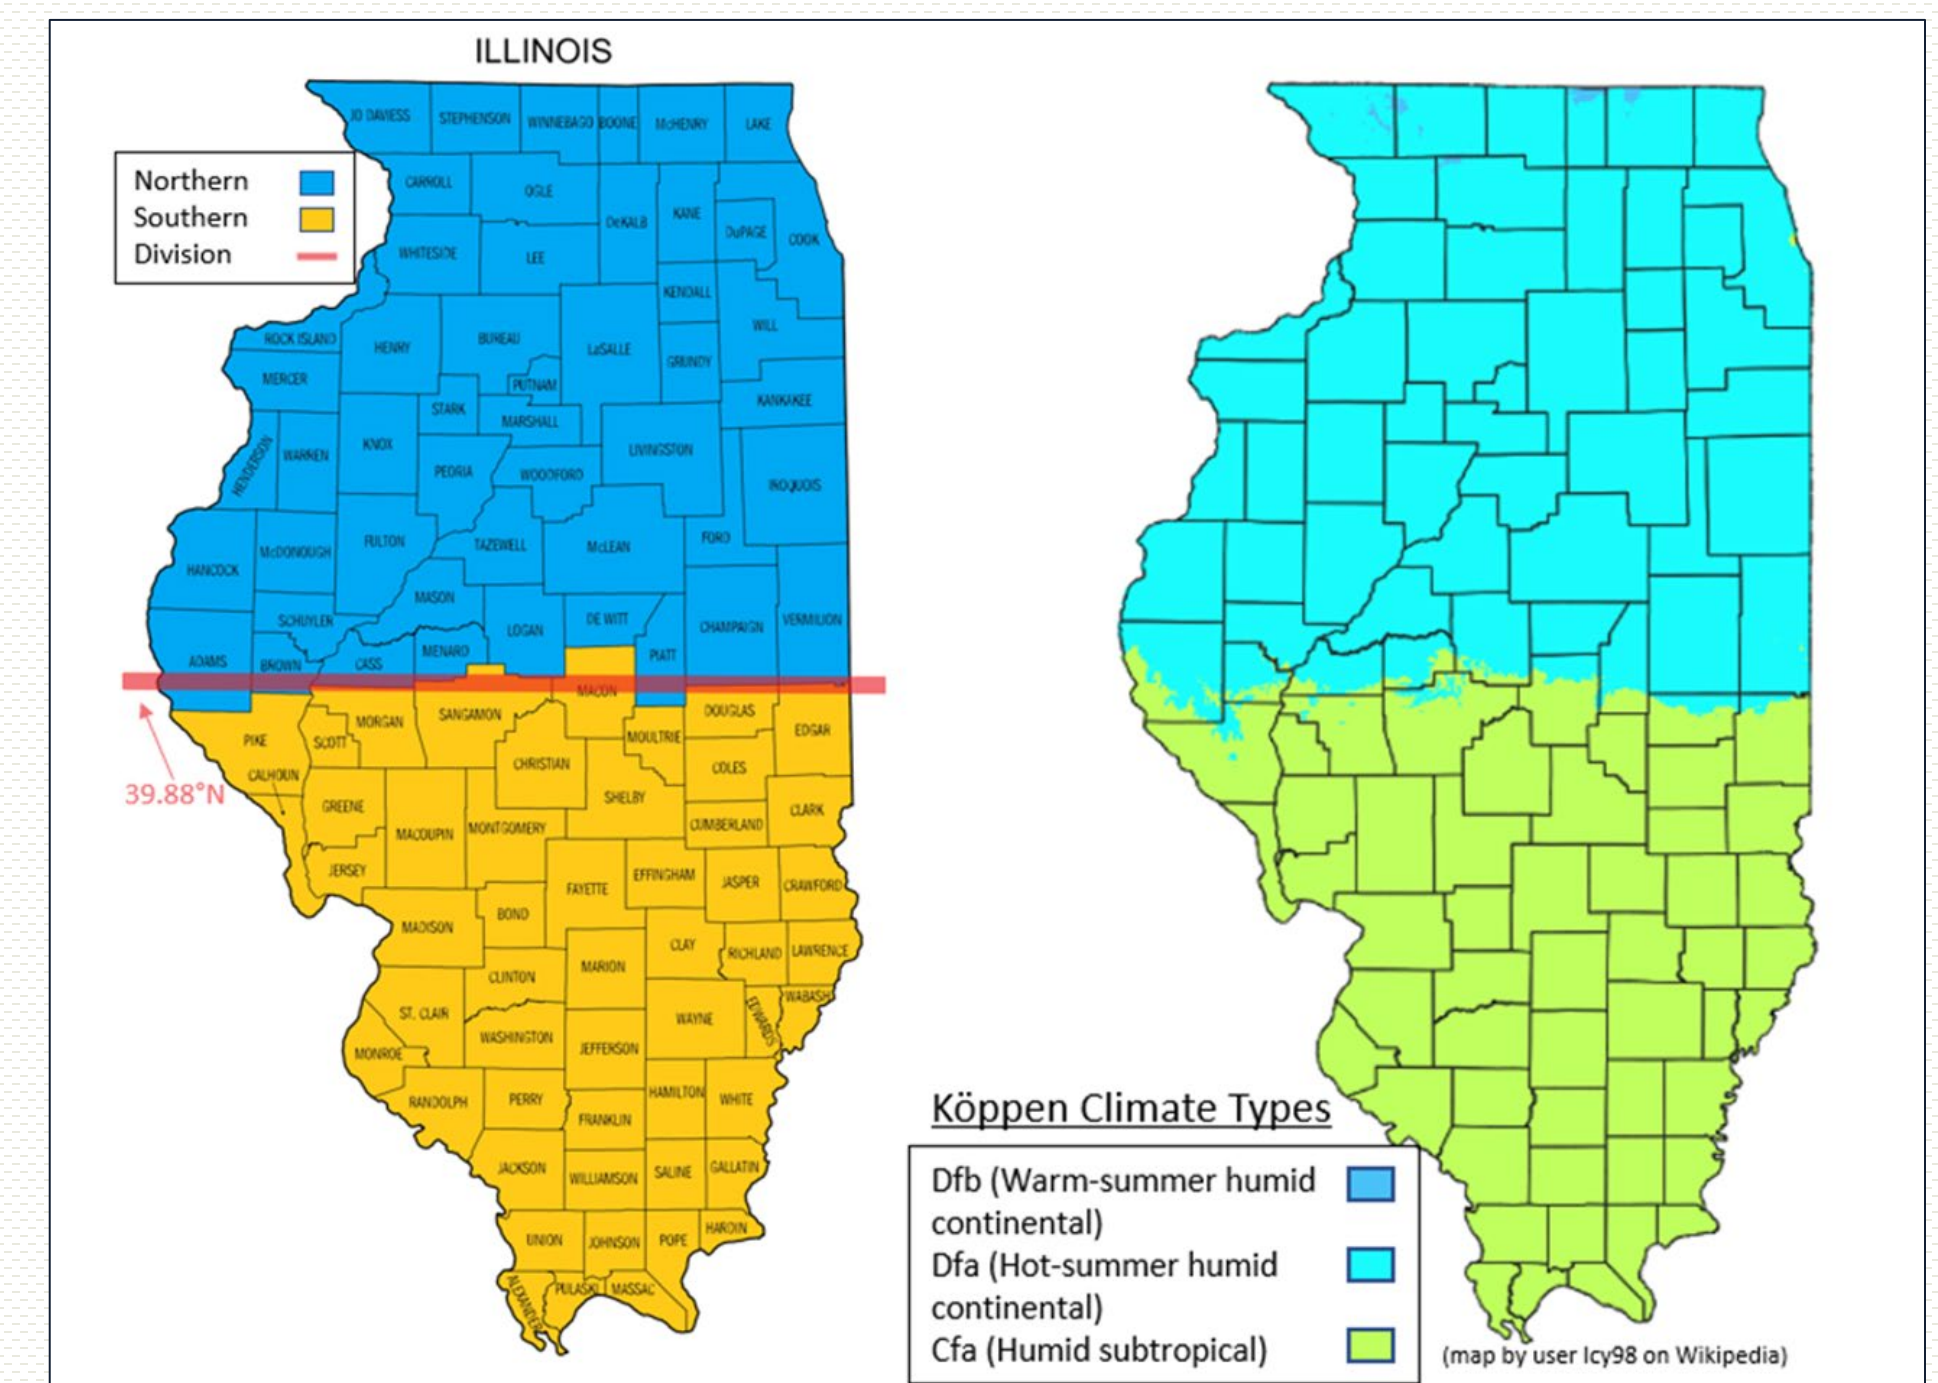 ILLINOIS
JO DAVIESS
STEPHENSON
WINNEBAGO
BOONE
McHENRY
LAKE
Northern
Southern
Division
CARROLL
OGLE
DeKALB
KANE
DuPAGE
COOK
WHITESIDE
LEE
KENDALL
WILL
ROCK ISLAND
HENRY
BUREAU
LaSALLE
GRUNDY
MERCER
PUTNAM
KANKAKEE
STARK
MARSHALL
HENDERSON
WARREN
KNOX
PEORIA
WOODFORD
LIVINGSTON
IROQUOIS
HANCOCK
McDONOUGH
FULTON
TAZEWELL
McLEAN
FORD
MASON
SCHUYLER
LOGAN
DE WITT
CHAMPAIGN
VERMILION
ADAMS
BROWN
CASS
MENARD
PIATT
MACON
39.88°N
PIKE
SCOTT
MORGAN
SANGAMON
DOUGLAS
EDGAR
MOULTRIE
CALHOUN
CHRISTIAN
COLES
GREENE
MACOUPIN
MONTGOMERY
SHELBY
CUMBERLAND
CLARK
JERSEY
FAYETTE
EFFINGHAM
JASPER
CRAWFORD
MADISON
BOND
CLAY
RICHLAND
LAWRENCE
CLINTON
MARION
ST. CLAIR
WAYNE
EDWARDS
WABASH
WASHINGTON
JEFFERSON
MONROE
RANDOLPH
PERRY
HAMILTON
WHITE
FRANKLIN
JACKSON
WILLIAMSON
SALINE
GALLATIN
UNION
JOHNSON
POPE
HARDIN
ALEXANDER
PULASKI
MASSAC
Köppen Climate Types
Dfb (Warm-summer humid
continental)
Dfa (Hot-summer humid
continental)
Cfa (Humid subtropical)
(map by user Icy98 on Wikipedia)